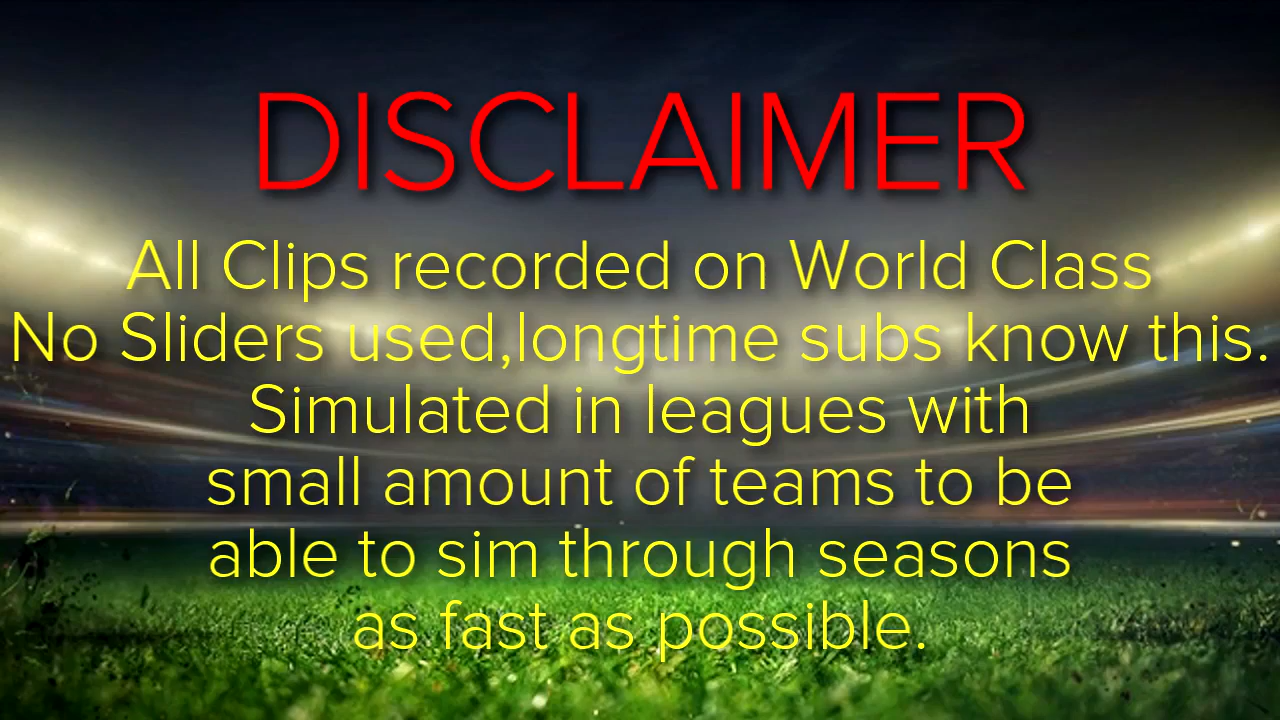 DISCLAIMER
All Clips recorded on World Class
No Sliders used,longtime subs know this.
Simulated in leagues with
small amount of teams to be
able to sim through seasons
as fast as possible.